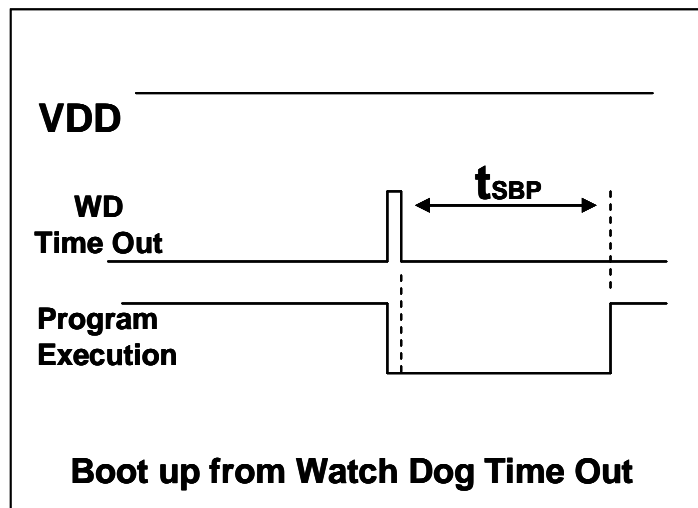 VDD
tSBP
WD
Time Out
Program
Execution
Boot up from Watch Dog Time Out